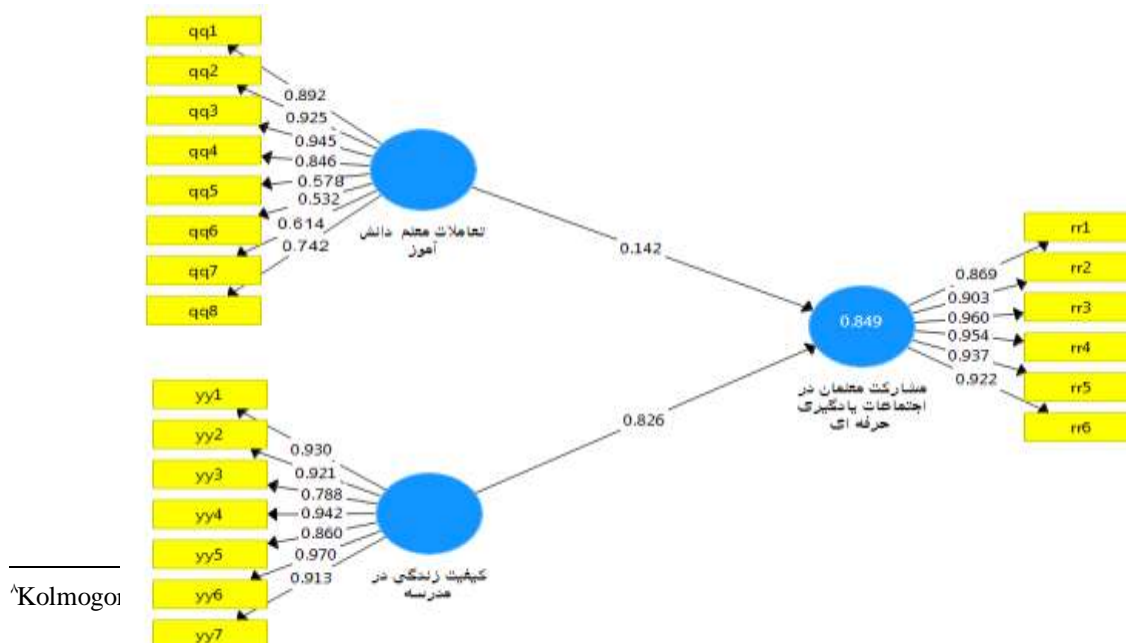 qq1
qq2
qq3
qq4
qq5
qq6
qq7
qq8
0.892
0.925
0.945
0.846
0.578
0.532
0.614
0.742
تعاملات معلم دانش
آموز
0.142
yy1
yy2
yy3
yy4
yy5
yy6
yy7
0.930
0.921
0.788
0.942
0.860
0.970
0.913
کیفیت زندگی در
مدرسه
0.826
0.849
مشارکت معلمان در
اجتماعات یادگیری
حرفه ای
0.869
0.903
0.960
0.954
0.937
0.922
rr1
rr2
rr3
rr4
rr5
rr6
٨Kolmogor